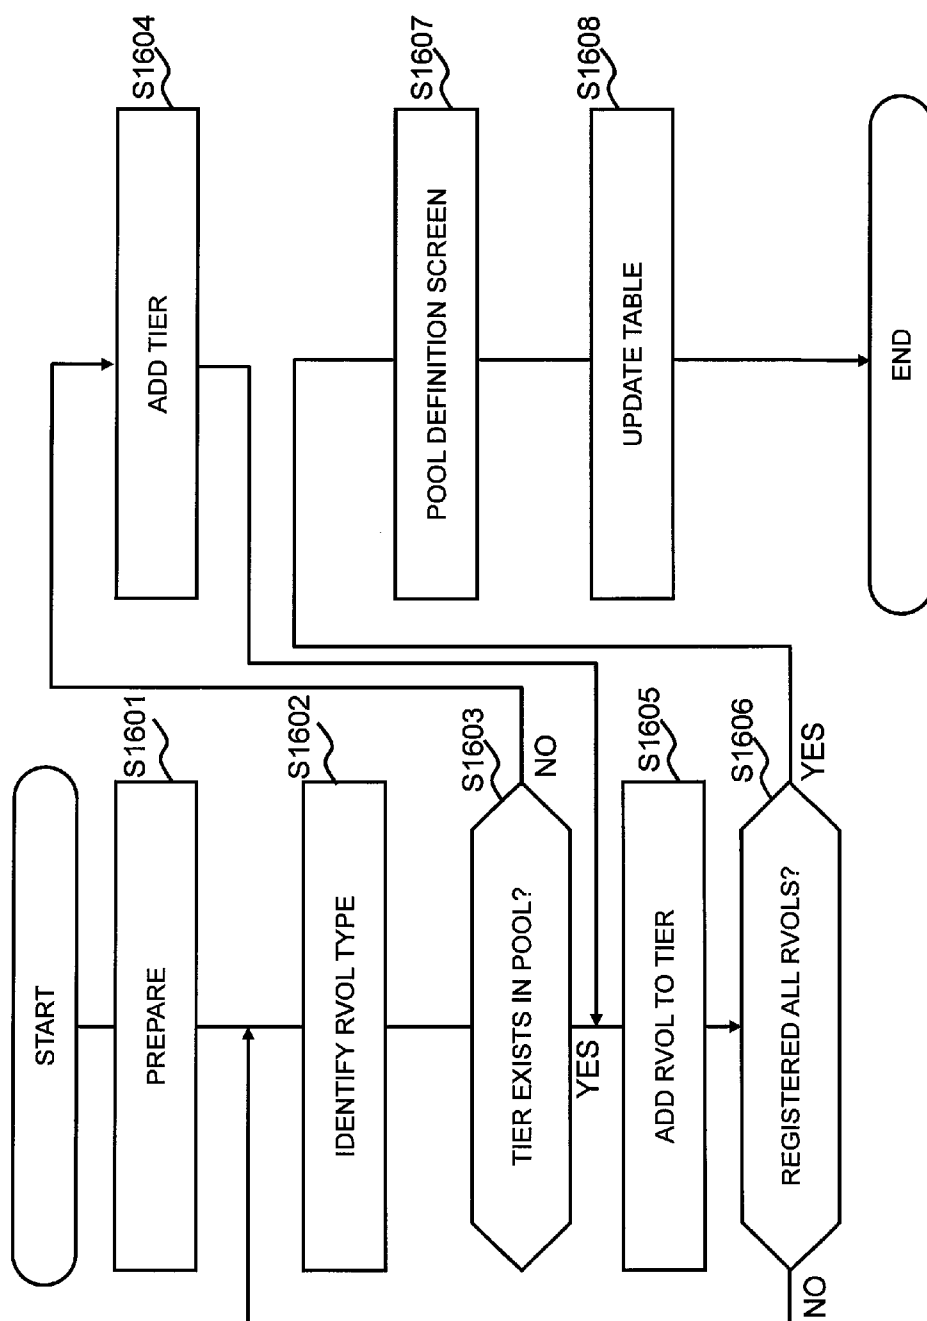 START
S1601
PREPARE
S1602
IDENTIFY RVOL TYPE
S1603
TIER EXISTS IN POOL?
NO
YES
S1604
ADD TIER
S1605
ADD RVOL TO TIER
S1606
REGISTERED ALL RVOLS?
NO
YES
S1607
POOL DEFINITION SCREEN
S1608
UPDATE TABLE
END